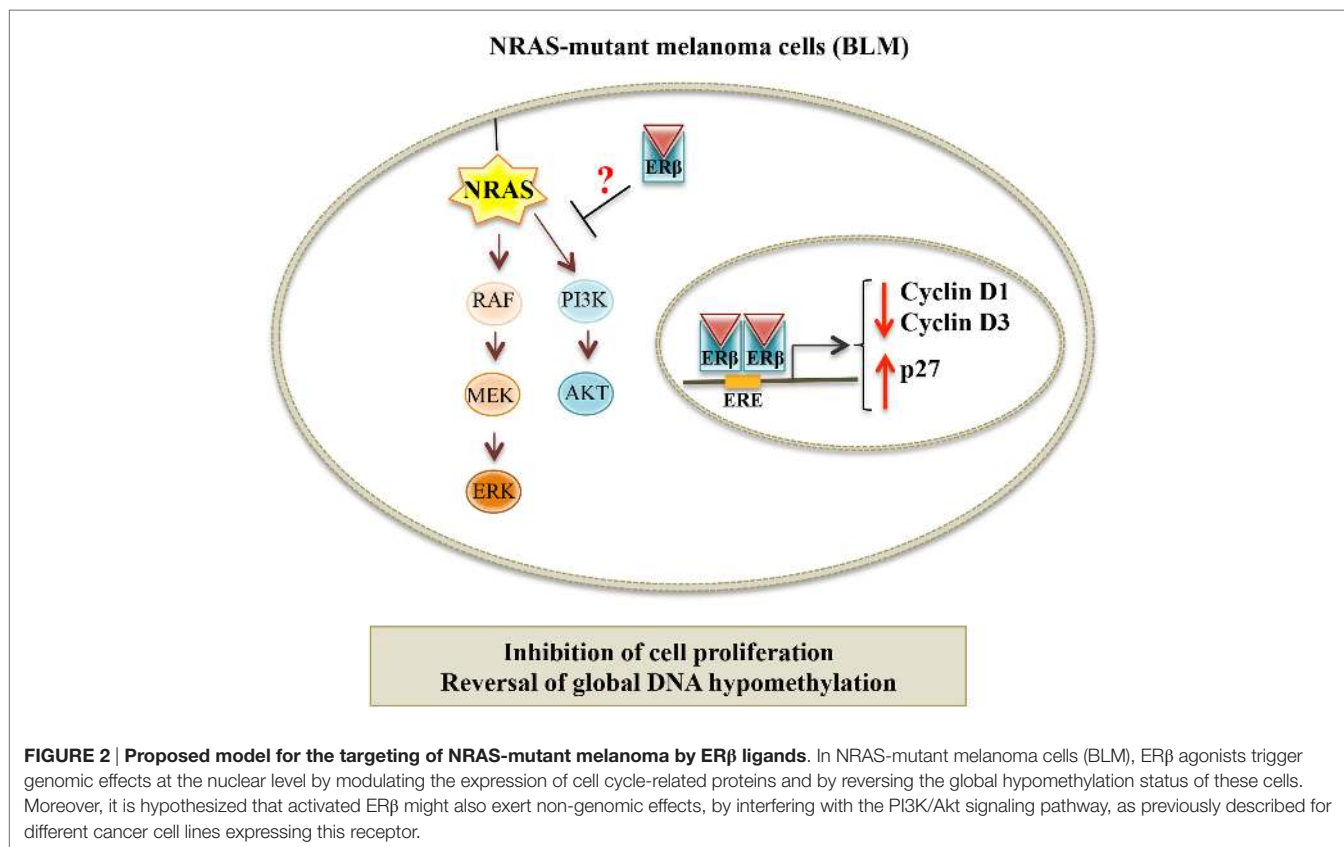 NRAS-mutant melanoma cells (BLM)
NRAS
?
ERβ
RAF
PI3K
MEK
AKT
ERK
ERβ ERβ
ERE
Cyclin D1
Cyclin D3
p27
Inhibition of cell proliferation
Reversal of global DNA hypomethylation
FIGURE 2 | Proposed model for the targeting of NRAS-mutant melanoma by ERβ ligands. In NRAS-mutant melanoma cells (BLM), ERβ agonists trigger
genomic effects at the nuclear level by modulating the expression of cell cycle-related proteins and by reversing the global hypomethylation status of these cells.
Moreover, it is hypothesized that activated ERβ might also exert non-genomic effects, by interfering with the PI3K/Akt signaling pathway, as previously described for
different cancer cell lines expressing this receptor.